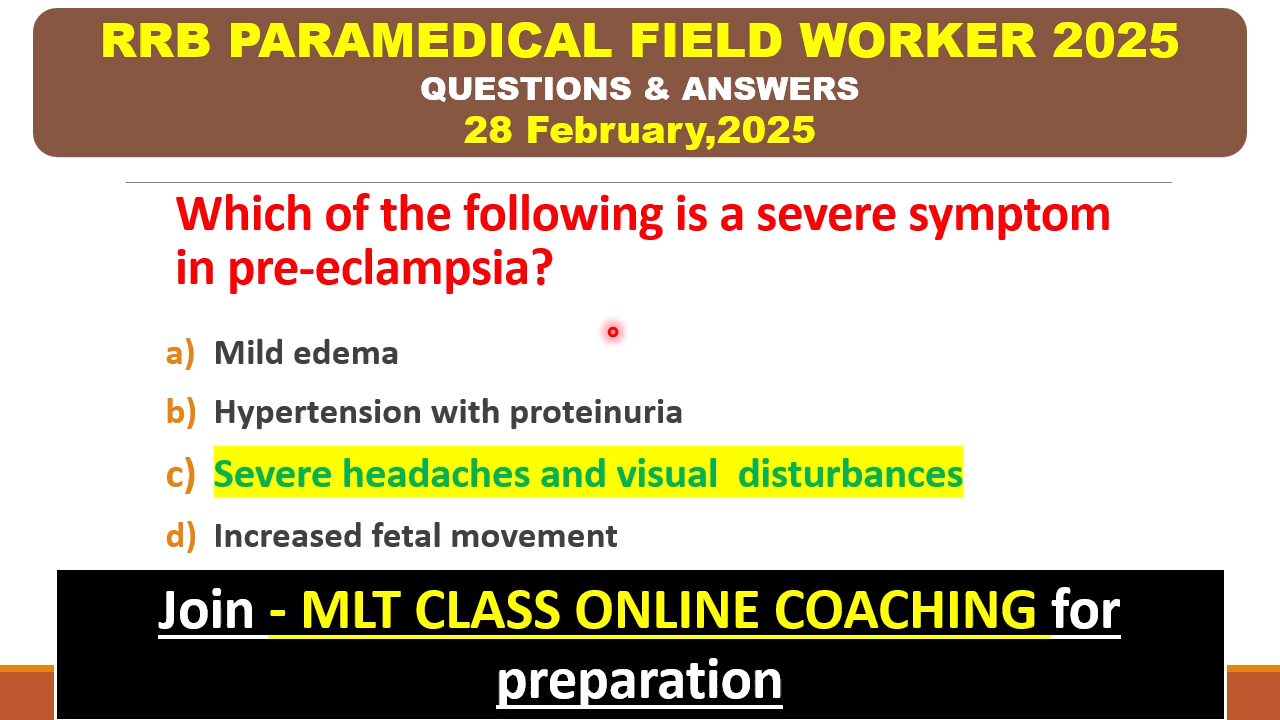 RRB PARAMEDICAL FIELD WORKER 2025
QUESTIONS & ANSWERS
28 February,2025
Which of the following is a severe symptom
in pre-eclampsia?
a) Mild edema
b) Hypertension with proteinuria
c) Severe headaches and visual  disturbances
d) Increased fetal movement
Join - MLT CLASS ONLINE COACHING for
preparation